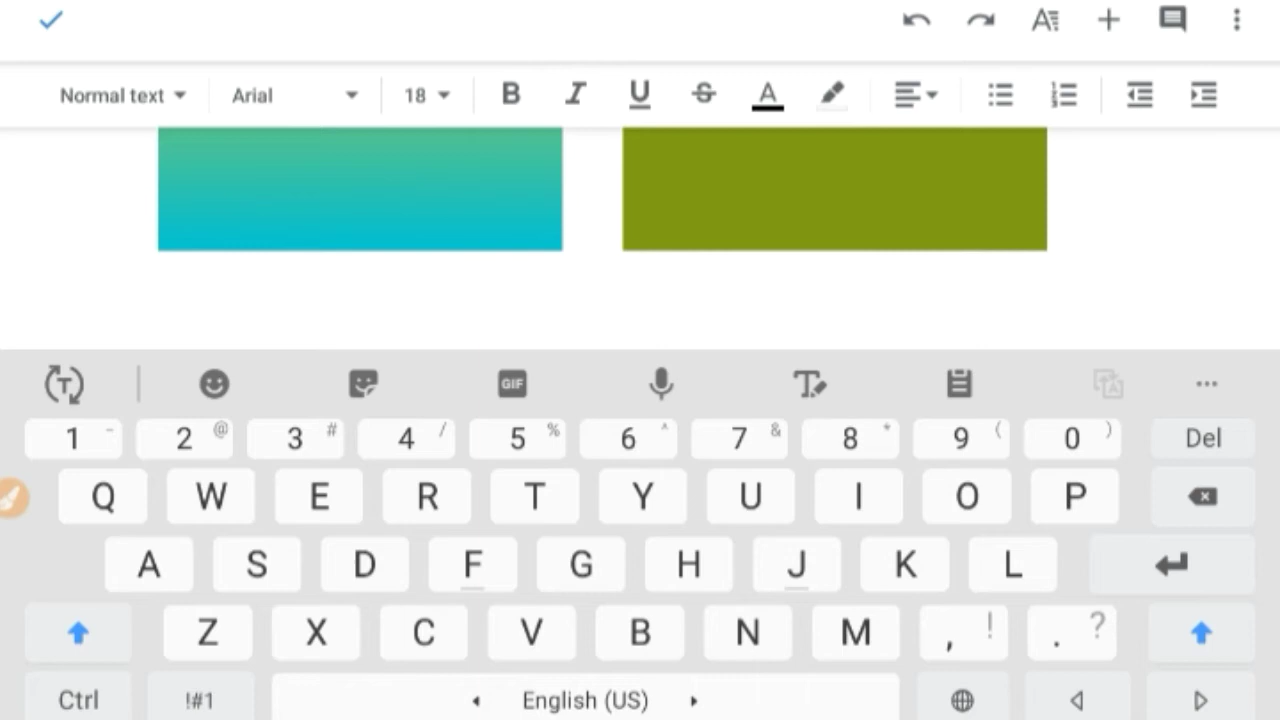 Normal text Arial 18 B I U S A
GIF
1 - 2 @ 3 # 4 / 5 % 6 ^ 7 & 8 * 9 ( 0 ) Del
Q W E R T Y U I O P
A S D F G H J K L
Z X C V B N M , ! . ?
Ctrl !#1 English (US)